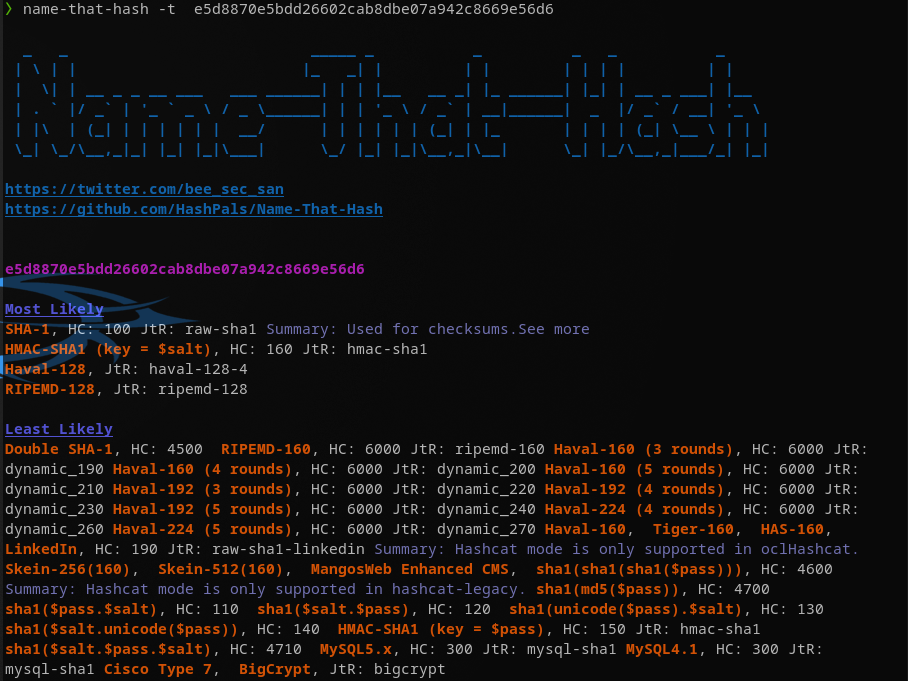 ❯ name-that-hash -t  e5d8870e5bdd26602cab8dbe07a942c8669e56d6
Name-That-Hash
https://twitter.com/bee_sec_san
https://github.com/HashPals/Name-That-Hash
e5d8870e5bdd26602cab8dbe07a942c8669e56d6
Most Likely
SHA-1, HC: 100 JtR: raw-sha1 Summary: Used for checksums.See more
HMAC-SHA1 (key = $salt), HC: 160 JtR: hmac-sha1
Haval-128, JtR: haval-128-4
RIPEMD-128, JtR: ripemd-128
Least Likely
Double SHA-1, HC: 4500  RIPEMD-160, HC: 6000 JtR: ripemd-160 Haval-160 (3 rounds), HC: 6000 JtR:
dynamic_190 Haval-160 (4 rounds), HC: 6000 JtR: dynamic_200 Haval-160 (5 rounds), HC: 6000 JtR:
dynamic_210 Haval-192 (3 rounds), HC: 6000 JtR: dynamic_220 Haval-192 (4 rounds), HC: 6000 JtR:
dynamic_230 Haval-192 (5 rounds), HC: 6000 JtR: dynamic_240 Haval-224 (4 rounds), HC: 6000 JtR:
dynamic_260 Haval-224 (5 rounds), HC: 6000 JtR: dynamic_270 Haval-160,  Tiger-160,  HAS-160,
LinkedIn, HC: 190 JtR: raw-sha1-linkedin Summary: Hashcat mode is only supported in oclHashcat.
Skein-256(160),  Skein-512(160),  MangosWeb Enhanced CMS,  sha1(sha1(sha1($pass))), HC: 4600
Summary: Hashcat mode is only supported in hashcat-legacy. sha1(md5($pass)), HC: 4700
sha1($pass.$salt), HC: 110  sha1($salt.$pass), HC: 120  sha1(unicode($pass).$salt), HC: 130
sha1($salt.unicode($pass)), HC: 140  HMAC-SHA1 (key = $pass), HC: 150 JtR: hmac-sha1
sha1($salt.$pass.$salt), HC: 4710  MySQL5.x, HC: 300 JtR: mysql-sha1 MySQL4.1, HC: 300 JtR:
mysql-sha1 Cisco Type 7,  BigCrypt, JtR: bigcrypt